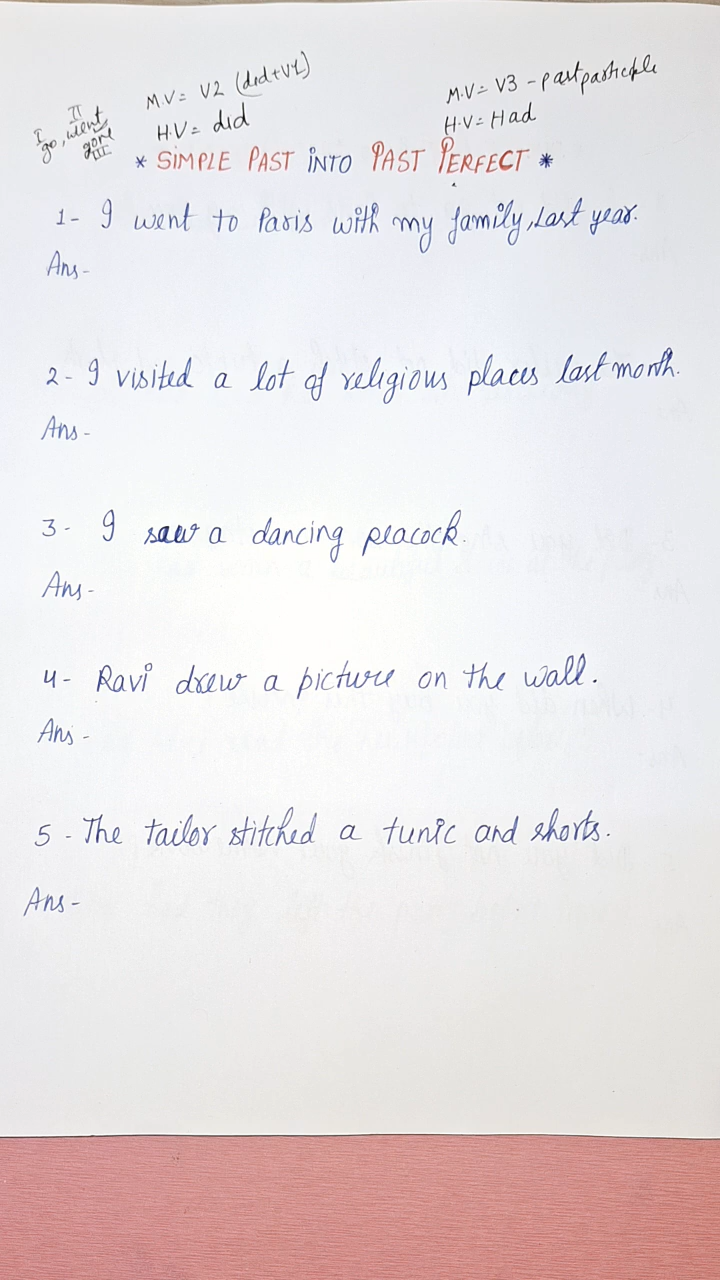 I II
go, went,
gone
III
M.V = V2 (did+V1)
H.V = did
M.V = V3 - past participle
H.V = Had
* SIMPLE PAST INTO PAST PERFECT *
1- I went to Paris with my family, Last year.
Ans-
2- I visited a lot of religious places last month.
Ans-
3- I saw a dancing peacock.
Ans-
4- Ravi drew a picture on the wall.
Ans-
5- The tailor stitched a tunic and shorts.
Ans-